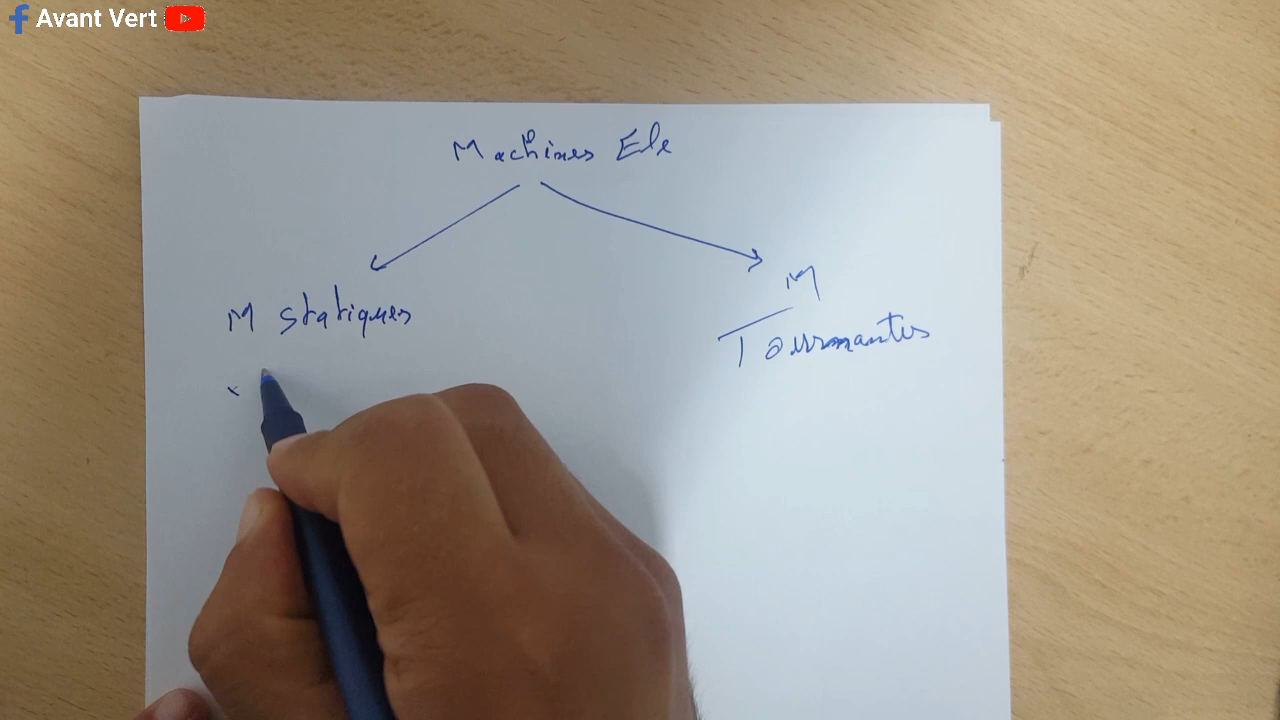 Avant Vert
Machines Ele
M statiques
M
Tournantes
x